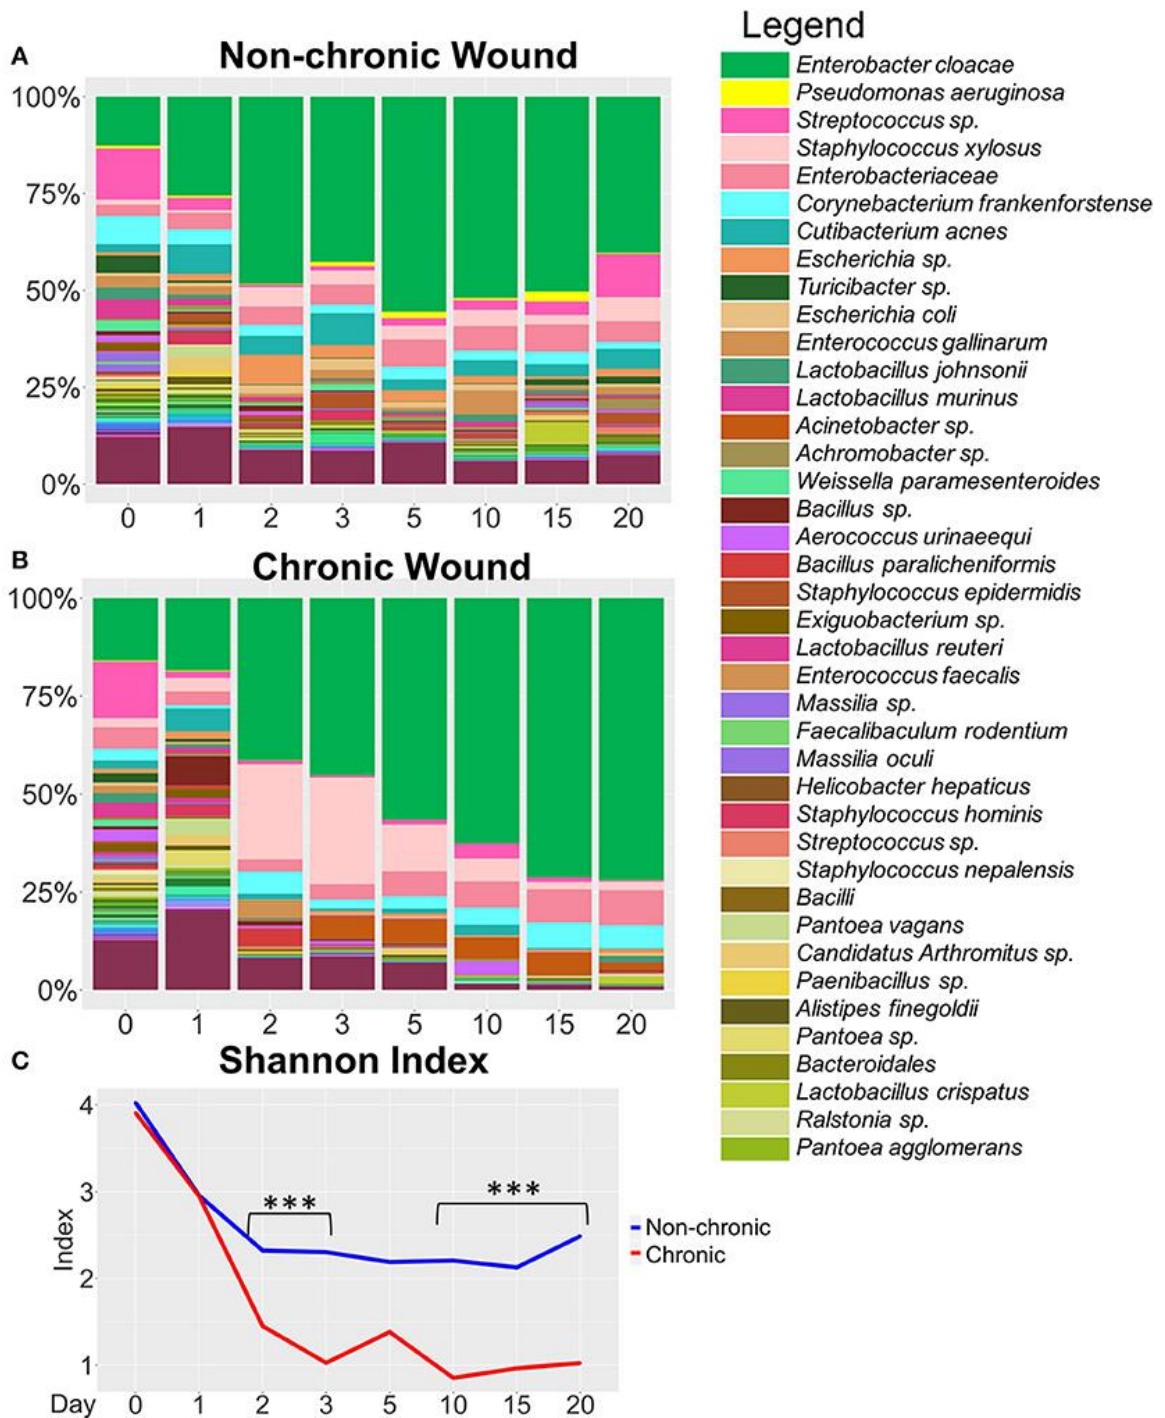 Legend
A
Non-chronic Wound
100%
75%
50%
25%
0%
0 1 2 3 5 10 15 20
B
Chronic Wound
100%
75%
50%
25%
0%
0 1 2 3 5 10 15 20
C
Shannon Index
Index
4
3
2
1
***
***
Non-chronic
Chronic
Day 0 1 2 3 5 10 15 20
Enterobacter cloacae
Pseudomonas aeruginosa
Streptococcus sp.
Staphylococcus xylosus
Enterobacteriaceae
Corynebacterium frankenforstense
Cutibacterium acnes
Escherichia sp.
Turicibacter sp.
Escherichia coli
Enterococcus gallinarum
Lactobacillus johnsonii
Lactobacillus murinus
Acinetobacter sp.
Achromobacter sp.
Weissella paramesenteroides
Bacillus sp.
Aerococcus urinaeequi
Bacillus paralicheniformis
Staphylococcus epidermidis
Exiguobacterium sp.
Lactobacillus reuteri
Enterococcus faecalis
Massilia sp.
Faecalibaculum rodentium
Massilia oculi
Helicobacter hepaticus
Staphylococcus hominis
Streptococcus sp.
Staphylococcus nepalensis
Bacilli
Pantoea vagans
Candidatus Arthromitus sp.
Paenibacillus sp.
Alistipes finegoldii
Pantoea sp.
Bacteroidales
Lactobacillus crispatus
Ralstonia sp.
Pantoea agglomerans